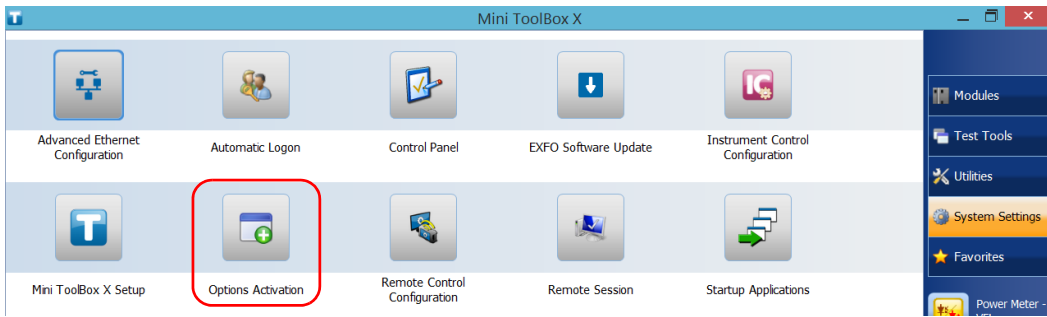 Mini ToolBox X
Advanced Ethernet
Configuration
Automatic Logon
Control Panel
EXFO Software Update
Instrument Control
Configuration
Mini ToolBox X Setup
Options Activation
Remote Control
Configuration
Remote Session
Startup Applications
Modules
Test Tools
Utilities
System Settings
Favorites
Power Meter -